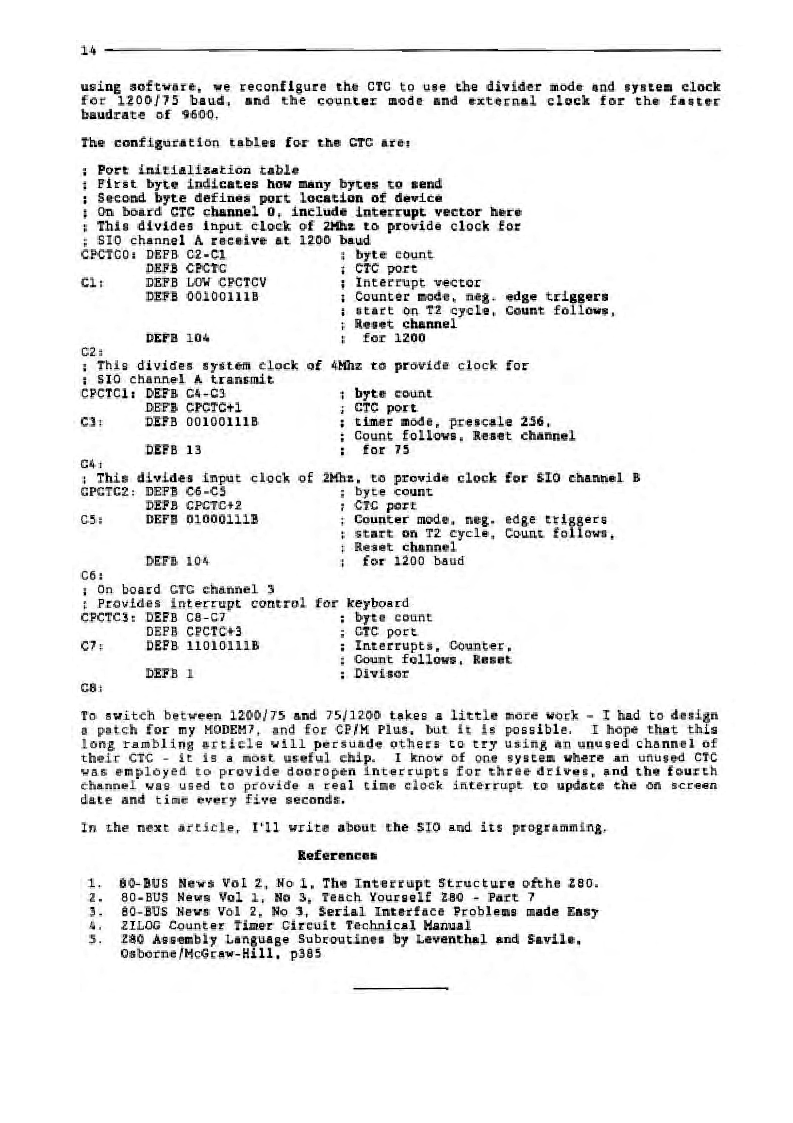 14
using software, we reconfigure the CTC to use the divider mode and system clock
for 1200/75 baud, and the counter mode and external clock for the faster
baudrate of 9600.
The configuration tables for the CTC are:
; Port initialization table
; First byte indicates how many bytes to send
; Second byte defines port location of device
; On board CTC channel 0, include interrupt vector here
; This divides input clock of 2Mhz to provide clock for
; SIO channel A receive at 1200 baud
CPCTC0: DEFB C2-C1 ; byte count
DEFB CPCTC ; CTC port
C1: DEFB LOW CPCTCV ; Interrupt vector
DEFB 00100111B ; Counter mode, neg. edge triggers
; start on T2 cycle, Count follows,
; Reset channel
DEFB 104 ; for 1200
C2:
; This divides system clock of 4Mhz to provide clock for
; SIO channel A transmit
CPCTC1: DEFB C4-C3 ; byte count
DEFB CPCTC+1 ; CTC port
C3: DEFB 00100111B ; timer mode, prescale 256,
; Count follows, Reset channel
DEFB 13 ; for 75
C4:
; This divides input clock of 2Mhz, to provide clock for SIO channel B
CPCTC2: DEFB C6-C5 ; byte count
DEFB CPCTC+2 ; CTC port
C5: DEFB 01000111B ; Counter mode, neg. edge triggers
; start on T2 cycle, Count follows,
; Reset channel
DEFB 104 ; for 1200 baud
C6:
; On board CTC channel 3
; Provides interrupt control for keyboard
CPCTC3: DEFB C8-C7 ; byte count
DEFB CPCTC+3 ; CTC port
C7: DEFB 11010111B ; Interrupts, Counter,
; Count follows, Reset
DEFB 1 ; Divisor
C8:
To switch between 1200/75 and 75/1200 takes a little more work - I had to design
a patch for my MODEM7, and for CP/M Plus, but it is possible. I hope that this
long rambling article will persuade others to try using an unused channel of
their CTC - it is a most useful chip. I know of one system where an unused CTC
was employed to provide dooropen interrupts for three drives, and the fourth
channel was used to provide a real time clock interrupt to update the on screen
date and time every five seconds.
In the next article, I'll write about the SIO and its programming.
References
1. 80-BUS News Vol 2, No 1, The Interrupt Structure ofthe Z80.
2. 80-BUS News Vol 1, No 3, Teach Yourself Z80 - Part 7
3. 80-BUS News Vol 2, No 3, Serial Interface Problems made Easy
4. ZILOG Counter Timer Circuit Technical Manual
5. Z80 Assembly Language Subroutines by Leventhal and Savile,
Osborne/McGraw-Hill, p385